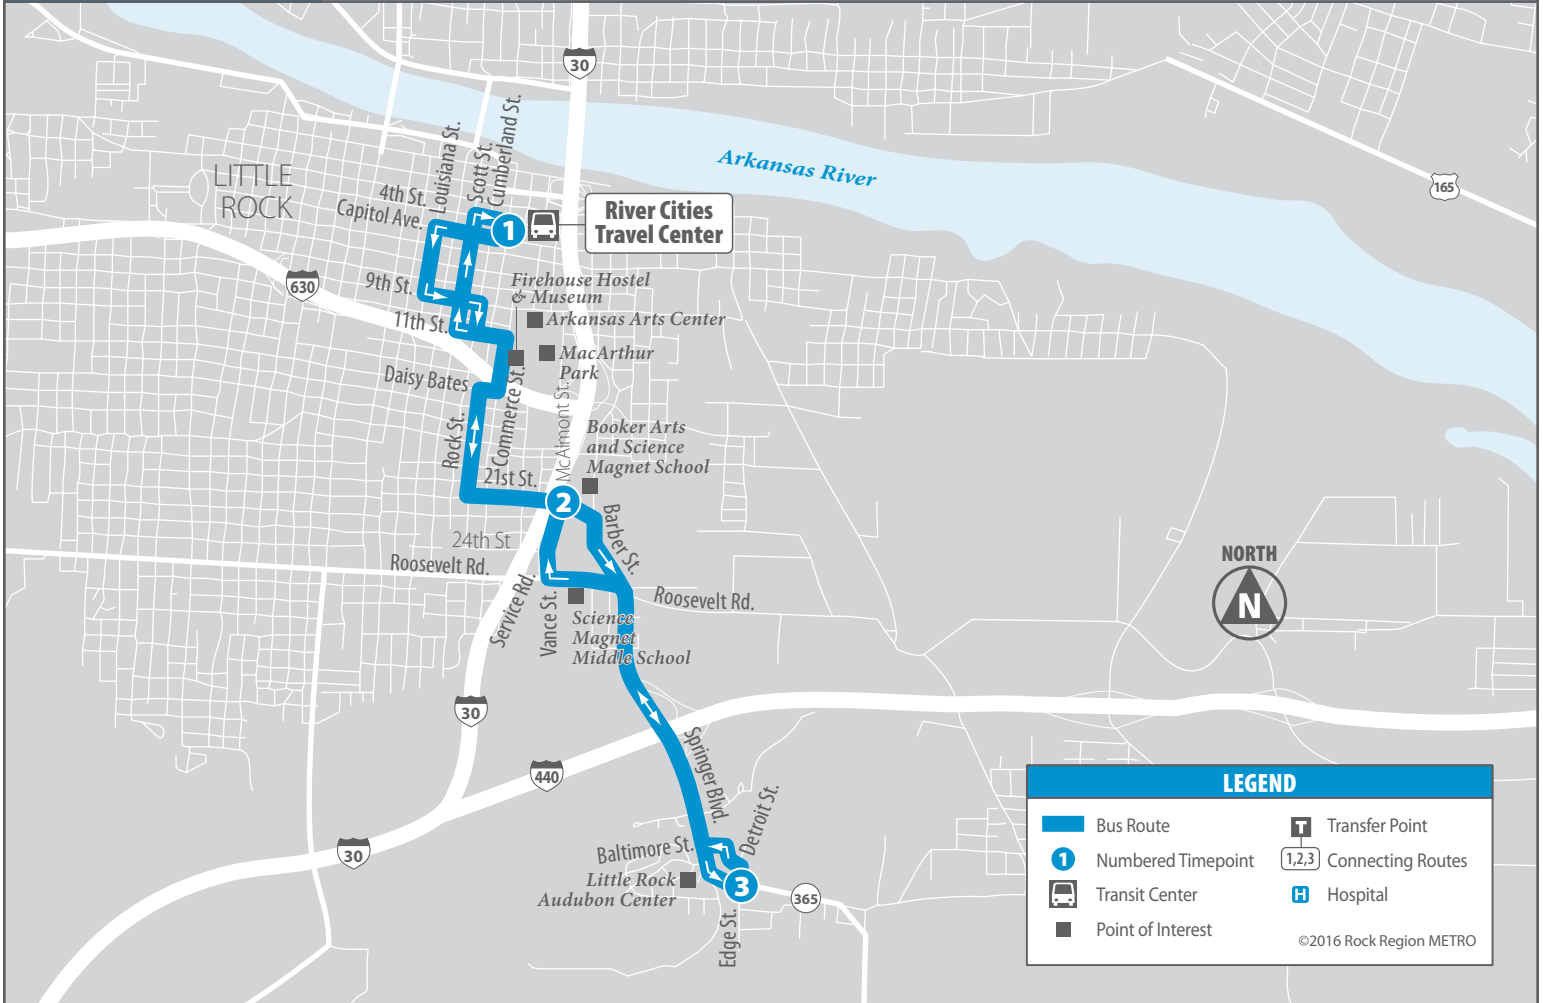 30
Arkansas River
165
LITTLE
ROCK
Louisiana St.
Scott St.
Cumberland St.
4th St.
Capitol Ave.
1
River Cities
Travel Center
630
9th St.
11th St.
Firehouse Hostel
& Museum
Arkansas Arts Center
MacArthur
Park
Daisy Bates
Commerce St.
McAlmont St.
Rock St.
Booker Arts
and Science
Magnet School
21st St.
2
Barber St.
24th St
Roosevelt Rd.
Service Rd.
Vance St.
Roosevelt Rd.
Science
Magnet
Middle School
NORTH
N
30
440
30
Springer Blvd.
Detroit St.
Baltimore St.
Little Rock
Audubon Center
3
365
Edge St.
LEGEND
Bus Route
1 Numbered Timepoint
Transit Center
Point of Interest
T Transfer Point
1,2,3 Connecting Routes
H Hospital
©2016 Rock Region METRO